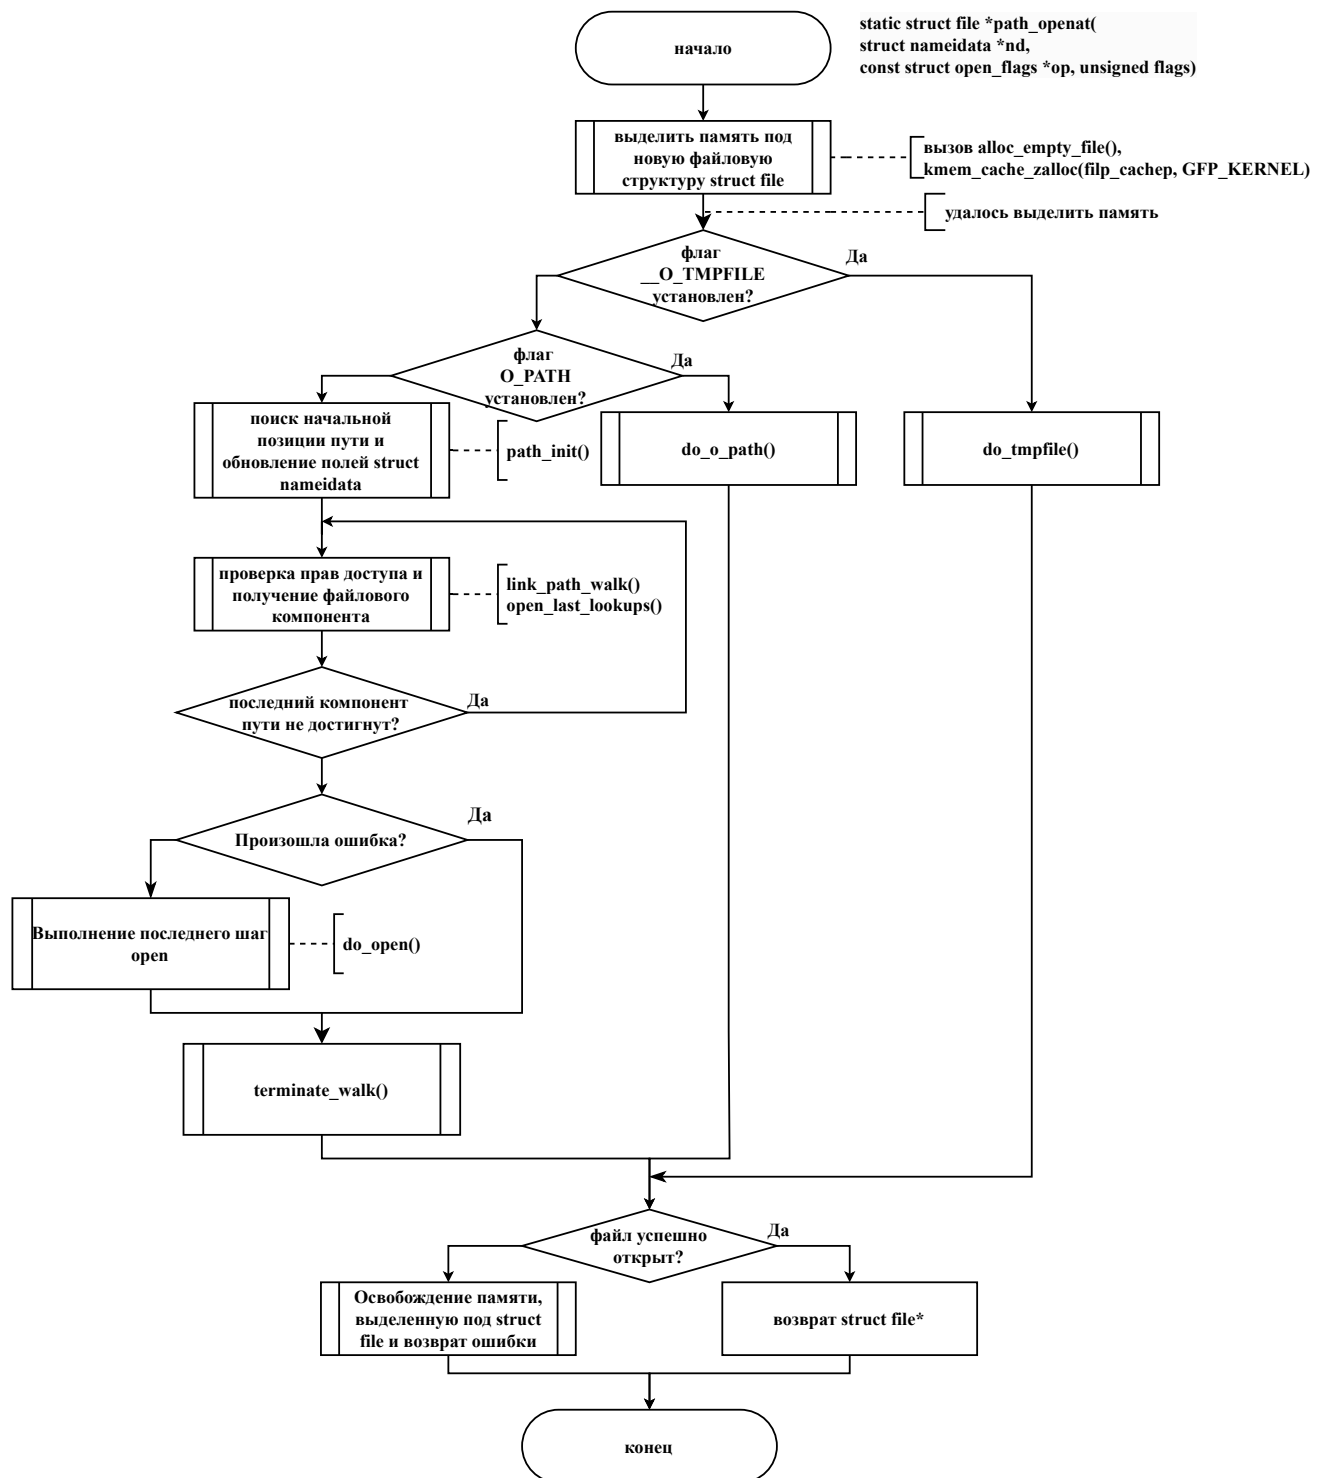 начало
static struct file *path_openat(
struct nameidata *nd,
const struct open_flags *op, unsigned flags)
выделить память под
новую файловую
структуру struct file
вызов alloc_empty_file(),
kmem_cache_zalloc(filp_cachep, GFP_KERNEL)
удалось выделить память
флаг
__O_TMPFILE
установлен?
Да
флаг
O_PATH
установлен?
Да
поиск начальной
позиции пути и
обновление полей struct
nameidata
path_init()
do_o_path()
do_tmpfile()
проверка прав доступа и
получение файлового
компонента
link_path_walk()
open_last_lookups()
последний компонент
пути не достигнут?
Да
Произошла ошибка?
Да
Выполнение последнего шаг
open
do_open()
terminate_walk()
файл успешно
открыт?
Да
Освобождение памяти,
выделенную под struct
file и возврат ошибки
возврат struct file*
конец